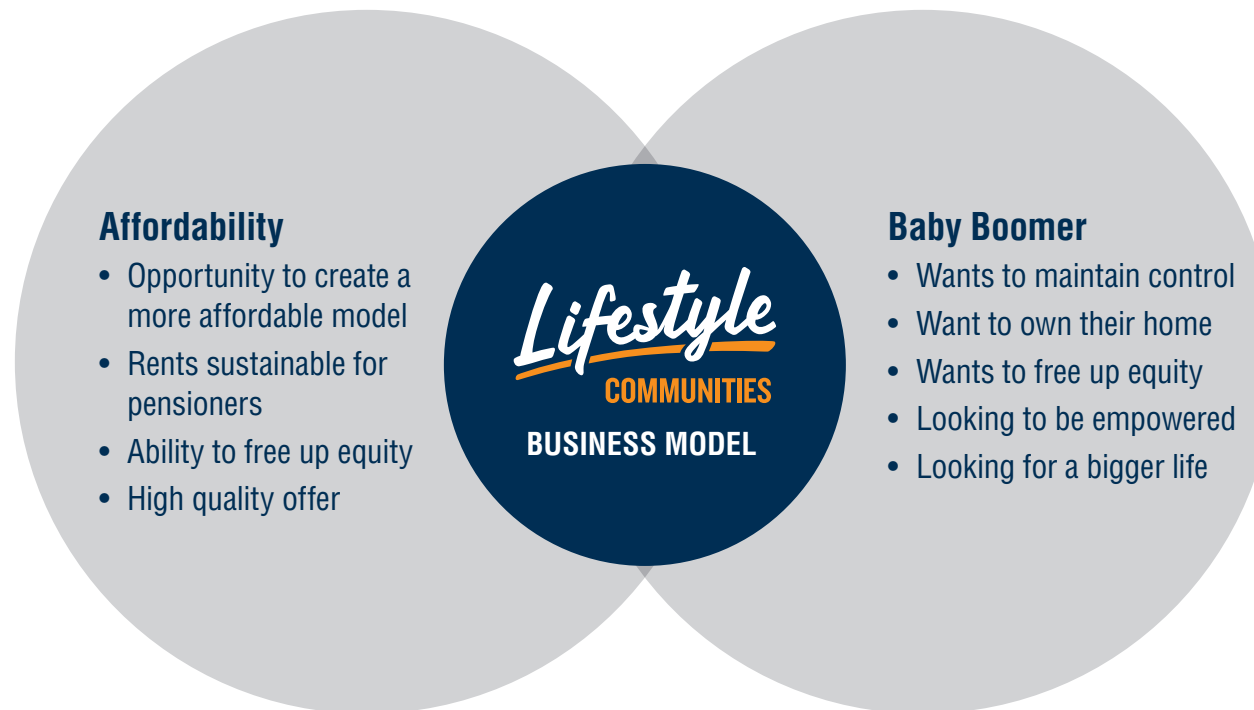 Affordability
• Opportunity to create a
more affordable model
• Rents sustainable for
pensioners
• Ability to free up equity
• High quality offer
Lifestyle
COMMUNITIES
BUSINESS MODEL
Baby Boomer
• Wants to maintain control
• Want to own their home
• Wants to free up equity
• Looking to be empowered
• Looking for a bigger life